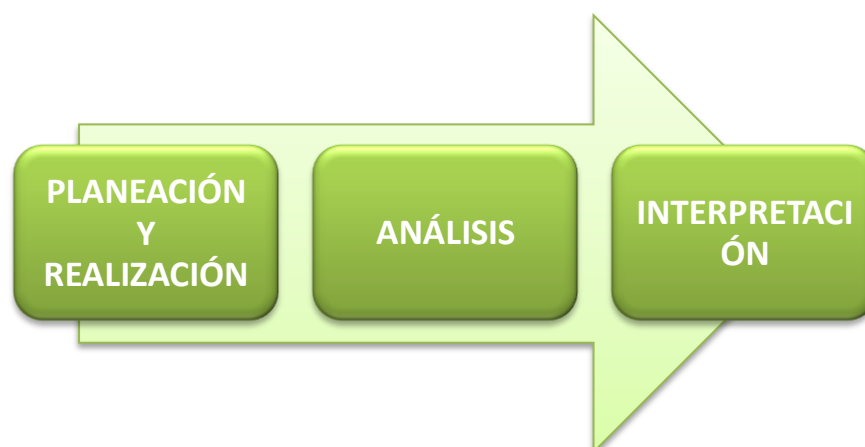 PLANEACIÓN
Y
REALIZACIÓN
ANÁLISIS
INTERPRETACI
ÓN